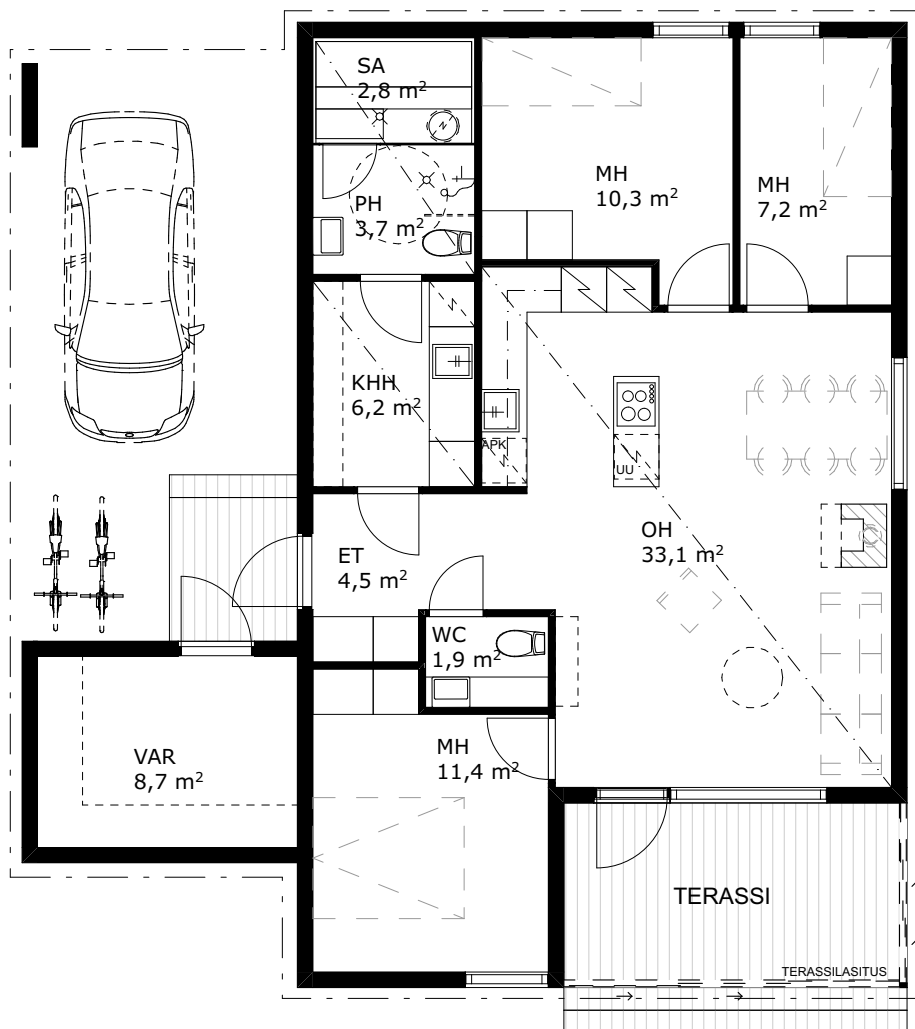 SA
2,8 m²
MH
10,3 m²
MH
7,2 m²
PH
3,7 m²
KHH
6,2 m²
APK
UU
ET
4,5 m²
OH
33,1 m²
WC
1,9 m²
VAR
8,7 m²
MH
11,4 m²
TERASSI
TERASSILASITUS